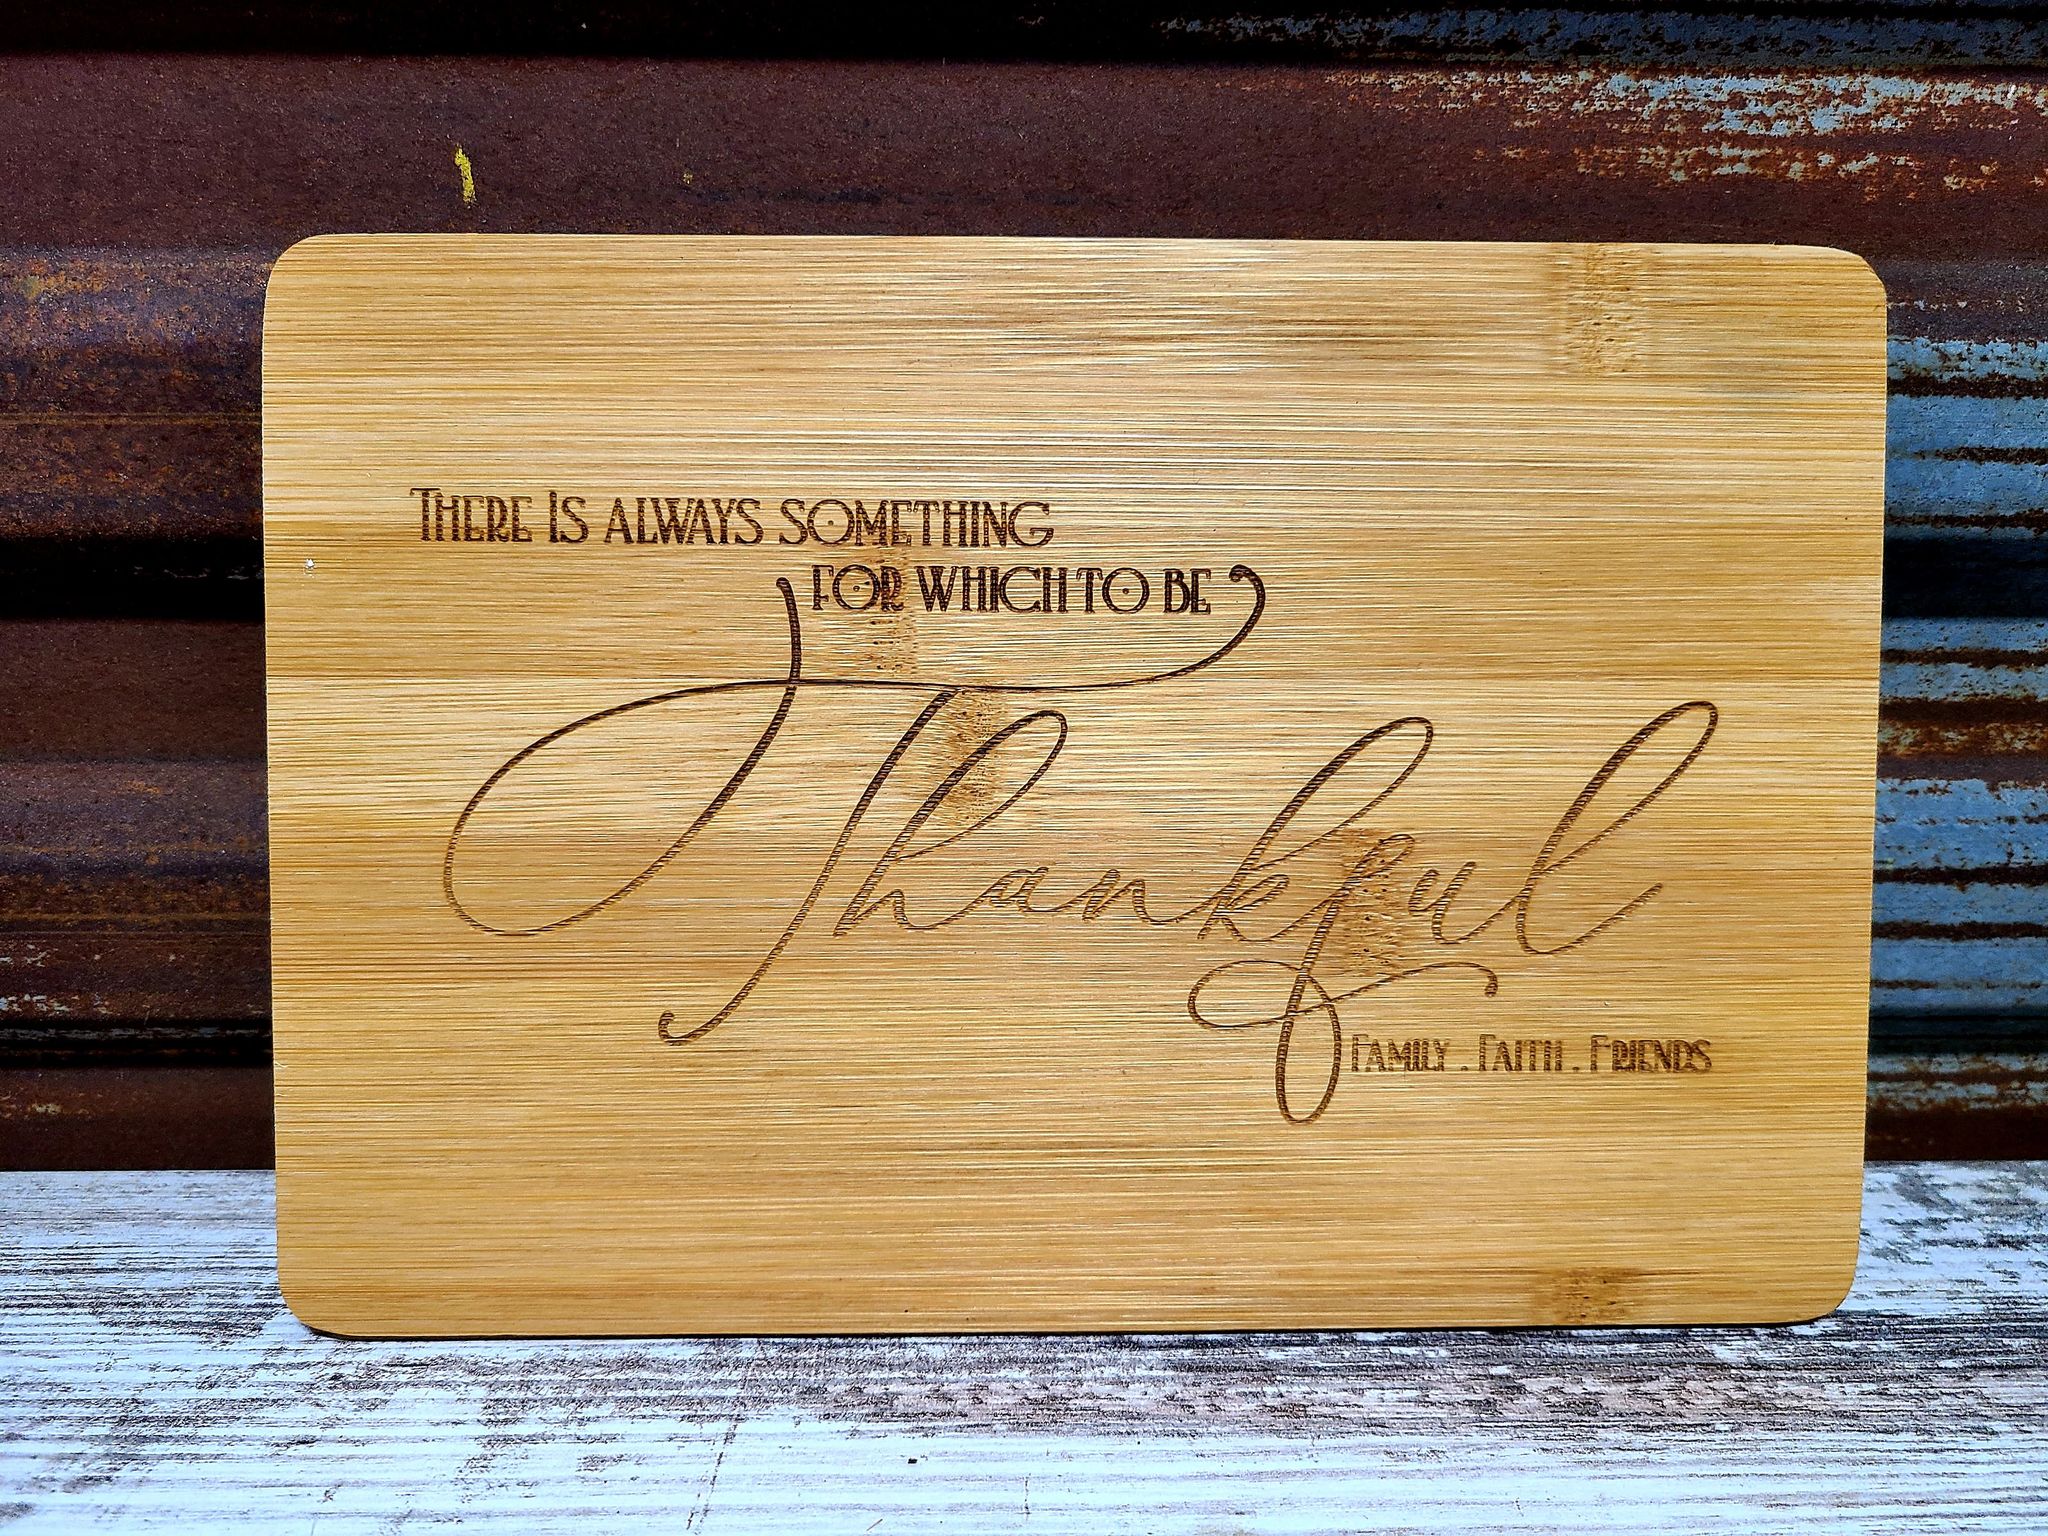 There Is always something
for which to be
Thankful
Family . Faith . Friends